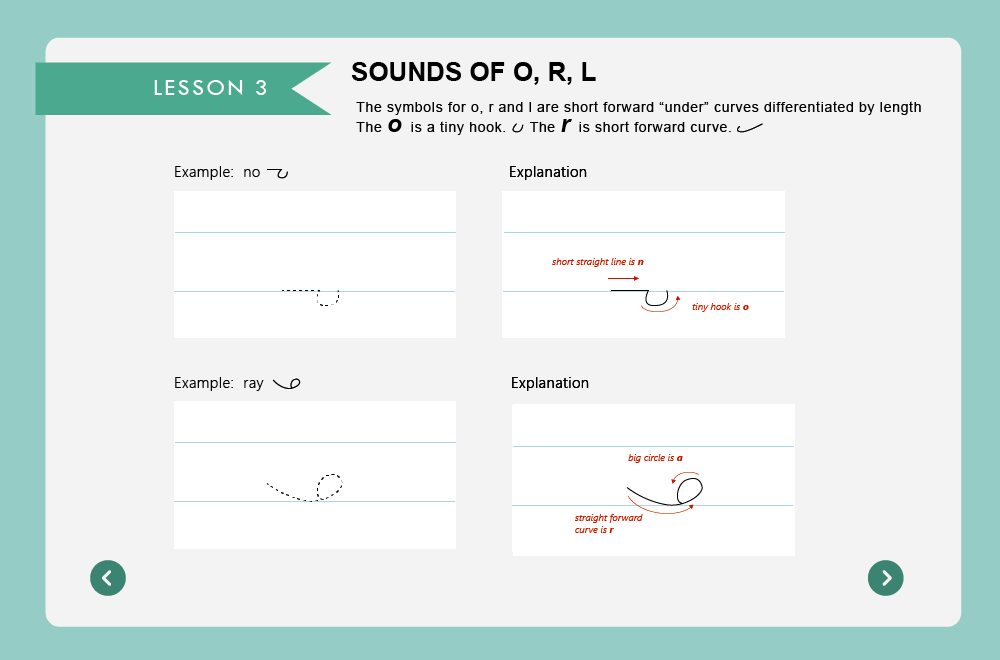 LESSON 3
SOUNDS OF O, R, L
The symbols for o, r and l are short forward “under” curves differentiated by length
The o is a tiny hook. The r is short forward curve.
Example: no
Explanation
short straight line is n
tiny hook is o
Example: ray
Explanation
big circle is a
straight forward
curve is r